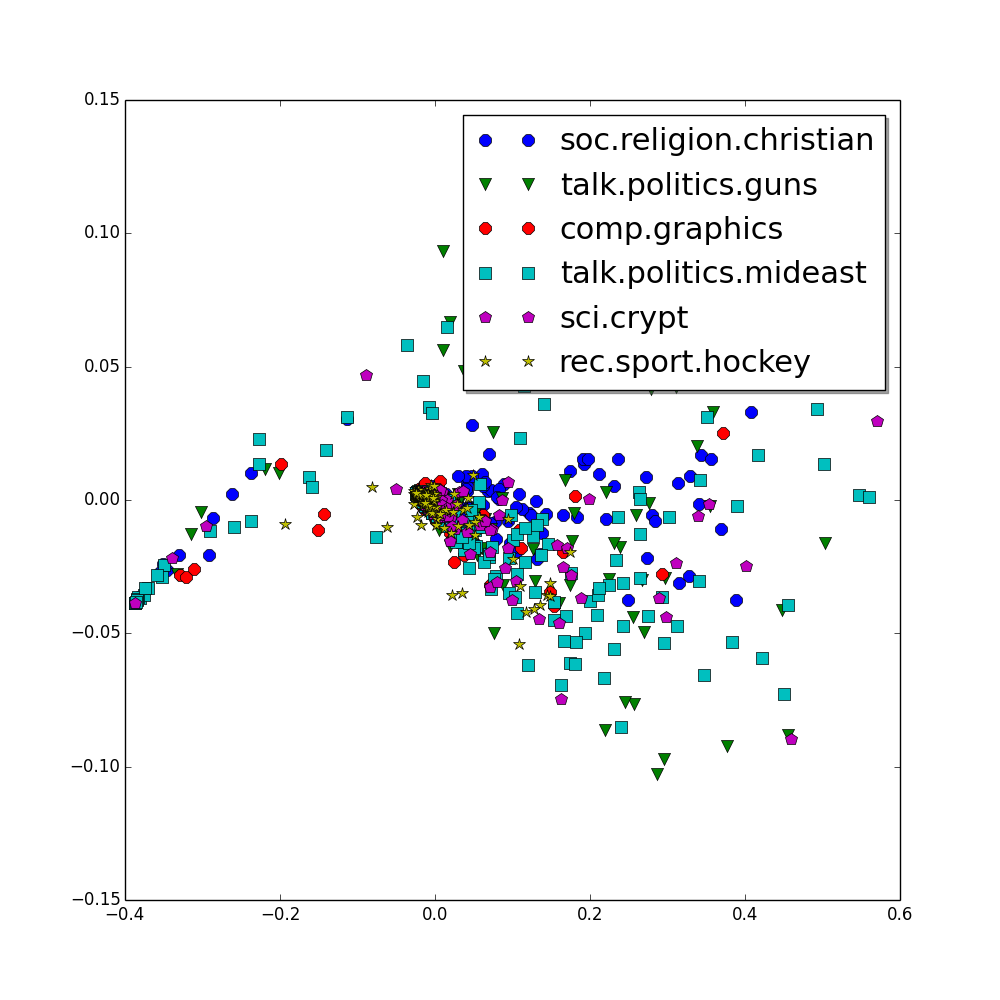 0.15
0.10
0.05
0.00
−0.05
−0.10
−0.15
−0.4
−0.2
0.0
0.2
0.4
0.6
soc.religion.christian
talk.politics.guns
comp.graphics
talk.politics.mideast
sci.crypt
rec.sport.hockey